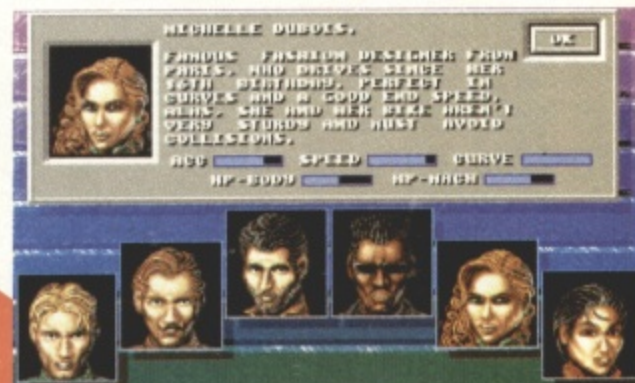 MICHELLE DUBOIS.
OK
FAMOUS FASHION DESIGNER FROM
PARIS. WHO DRIVES SINCE HER
16TH BIRTHDAY. PERFECT IN
CURVES AND A GOOD END SPEED,
ALAS, SHE AND HER BIKE AREN'T
VERY STURDY AND MUST AVOID
COLLISIONS.
ACC SPEED CURVE
HP-BODY HP-MACH